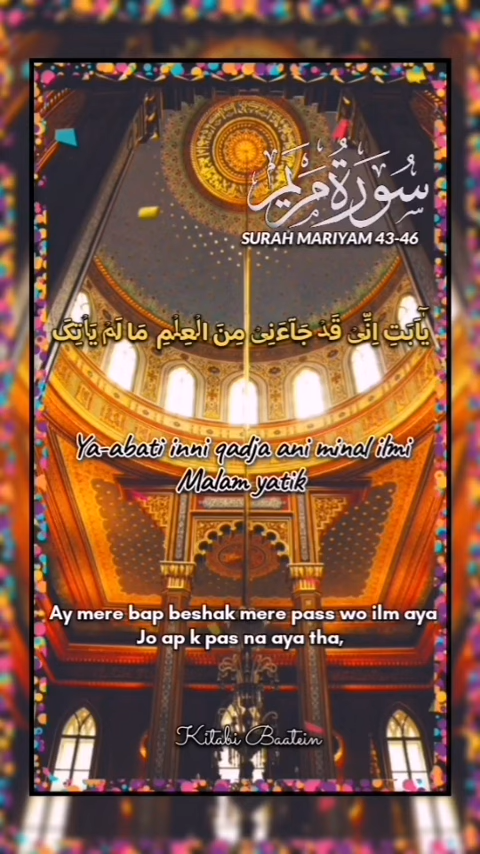 سُورَةُ مَرْيَم
SURAH MARIYAM 43-46
يٰۤاَبَتِ اِنِّىۡ قَدۡ جَآءَنِىۡ مِنَ الۡعِلۡمِ مَا لَمۡ يَاۡتِكَ
Ya-abati inni qadja ani minal ilmi
Malam yatik
Ay mere bap beshak mere pass wo ilm aya
Jo ap k pas na aya tha,
Kitabi Baatein